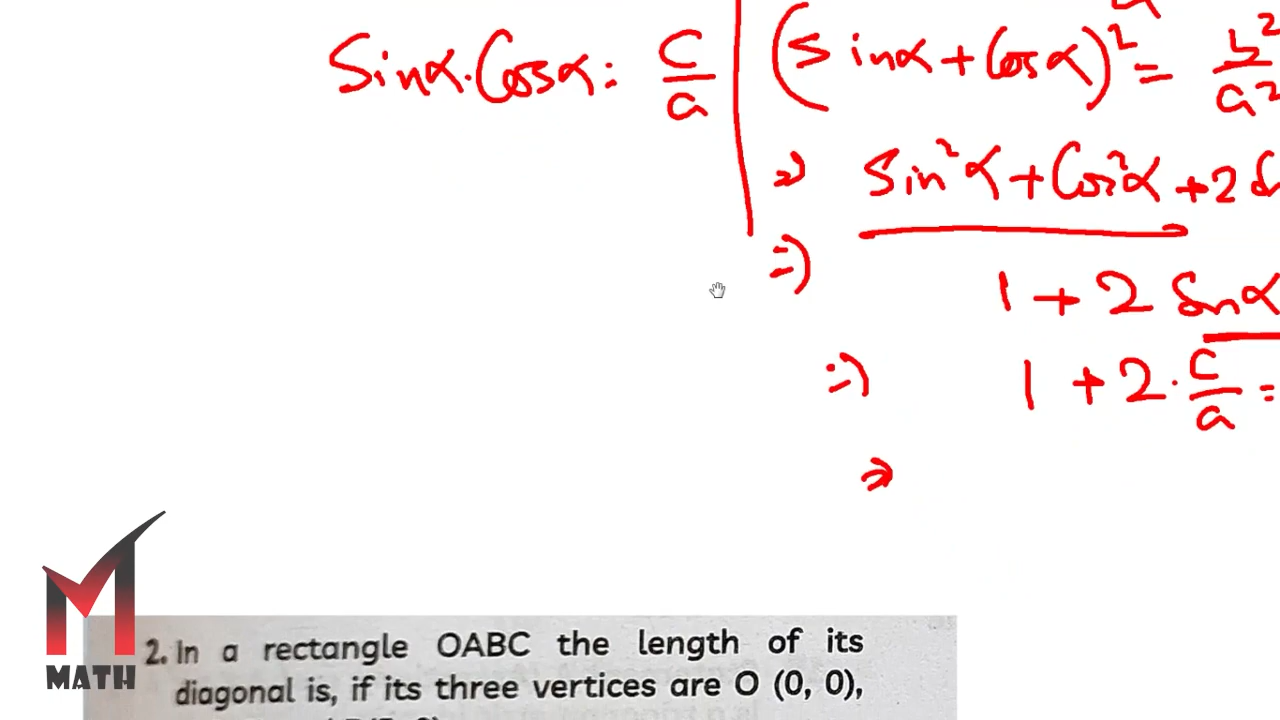 Sinα.Cosα = c/a
(Sinα + Cosα)² = b²/a²
⇒ Sin²α + Cos²α + 2
⇒ 1 + 2 Sinα
⇒ 1 + 2 · c/a =
⇒
MATH
2. In a rectangle OABC the length of its
diagonal is, if its three vertices are O (0, 0),